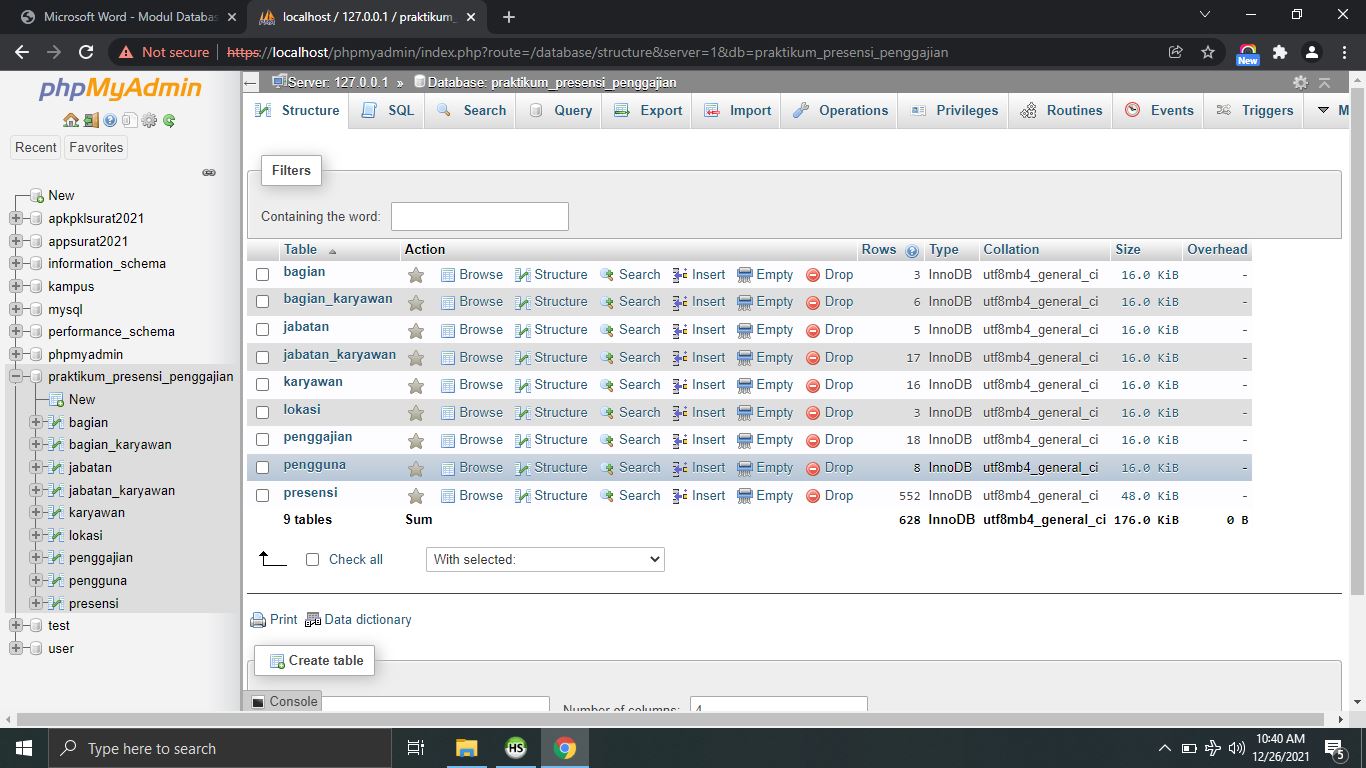 Microsoft Word - Modul Databas
localhost / 127.0.0.1 / praktikum_
Not secure https://localhost/phpmyadmin/index.php?route=/database/structure&server=1&db=praktikum_presensi_penggajian
New
phpMyAdmin
Recent Favorites
New
apkpklsurat2021
appsurat2021
information_schema
kampus
mysql
performance_schema
phpmyadmin
praktikum_presensi_penggajian
New
bagian
bagian_karyawan
jabatan
jabatan_karyawan
karyawan
lokasi
penggajian
pengguna
presensi
test
user
Server: 127.0.0.1 » Database: praktikum_presensi_penggajian
Structure SQL Search Query Export Import Operations Privileges Routines Events Triggers M
Filters
Containing the word:
Table Action Rows Type Collation Size Overhead
bagian Browse Structure Search Insert Empty Drop 3 InnoDB utf8mb4_general_ci 16.0 KiB -
bagian_karyawan Browse Structure Search Insert Empty Drop 6 InnoDB utf8mb4_general_ci 16.0 KiB -
jabatan Browse Structure Search Insert Empty Drop 5 InnoDB utf8mb4_general_ci 16.0 KiB -
jabatan_karyawan Browse Structure Search Insert Empty Drop 17 InnoDB utf8mb4_general_ci 16.0 KiB -
karyawan Browse Structure Search Insert Empty Drop 16 InnoDB utf8mb4_general_ci 16.0 KiB -
lokasi Browse Structure Search Insert Empty Drop 3 InnoDB utf8mb4_general_ci 16.0 KiB -
penggajian Browse Structure Search Insert Empty Drop 18 InnoDB utf8mb4_general_ci 16.0 KiB -
pengguna Browse Structure Search Insert Empty Drop 8 InnoDB utf8mb4_general_ci 16.0 KiB -
presensi Browse Structure Search Insert Empty Drop 552 InnoDB utf8mb4_general_ci 48.0 KiB -
9 tables Sum 628 InnoDB utf8mb4_general_ci 176.0 KiB 0 B
Check all With selected:
Print Data dictionary
Create table
Number of columns: 4
Console
Type here to search
HS
10:40 AM
12/26/2021
5